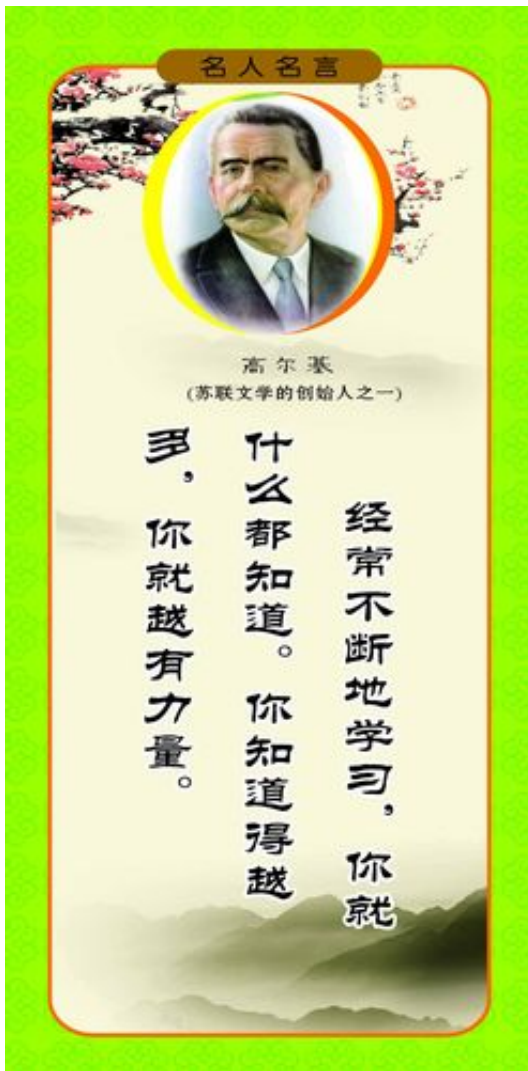 名人名言
高尔基
(苏联文学的创始人之一)
经常不断地学习，你就
什么都知道。你知道得越
多，你就越有力量。